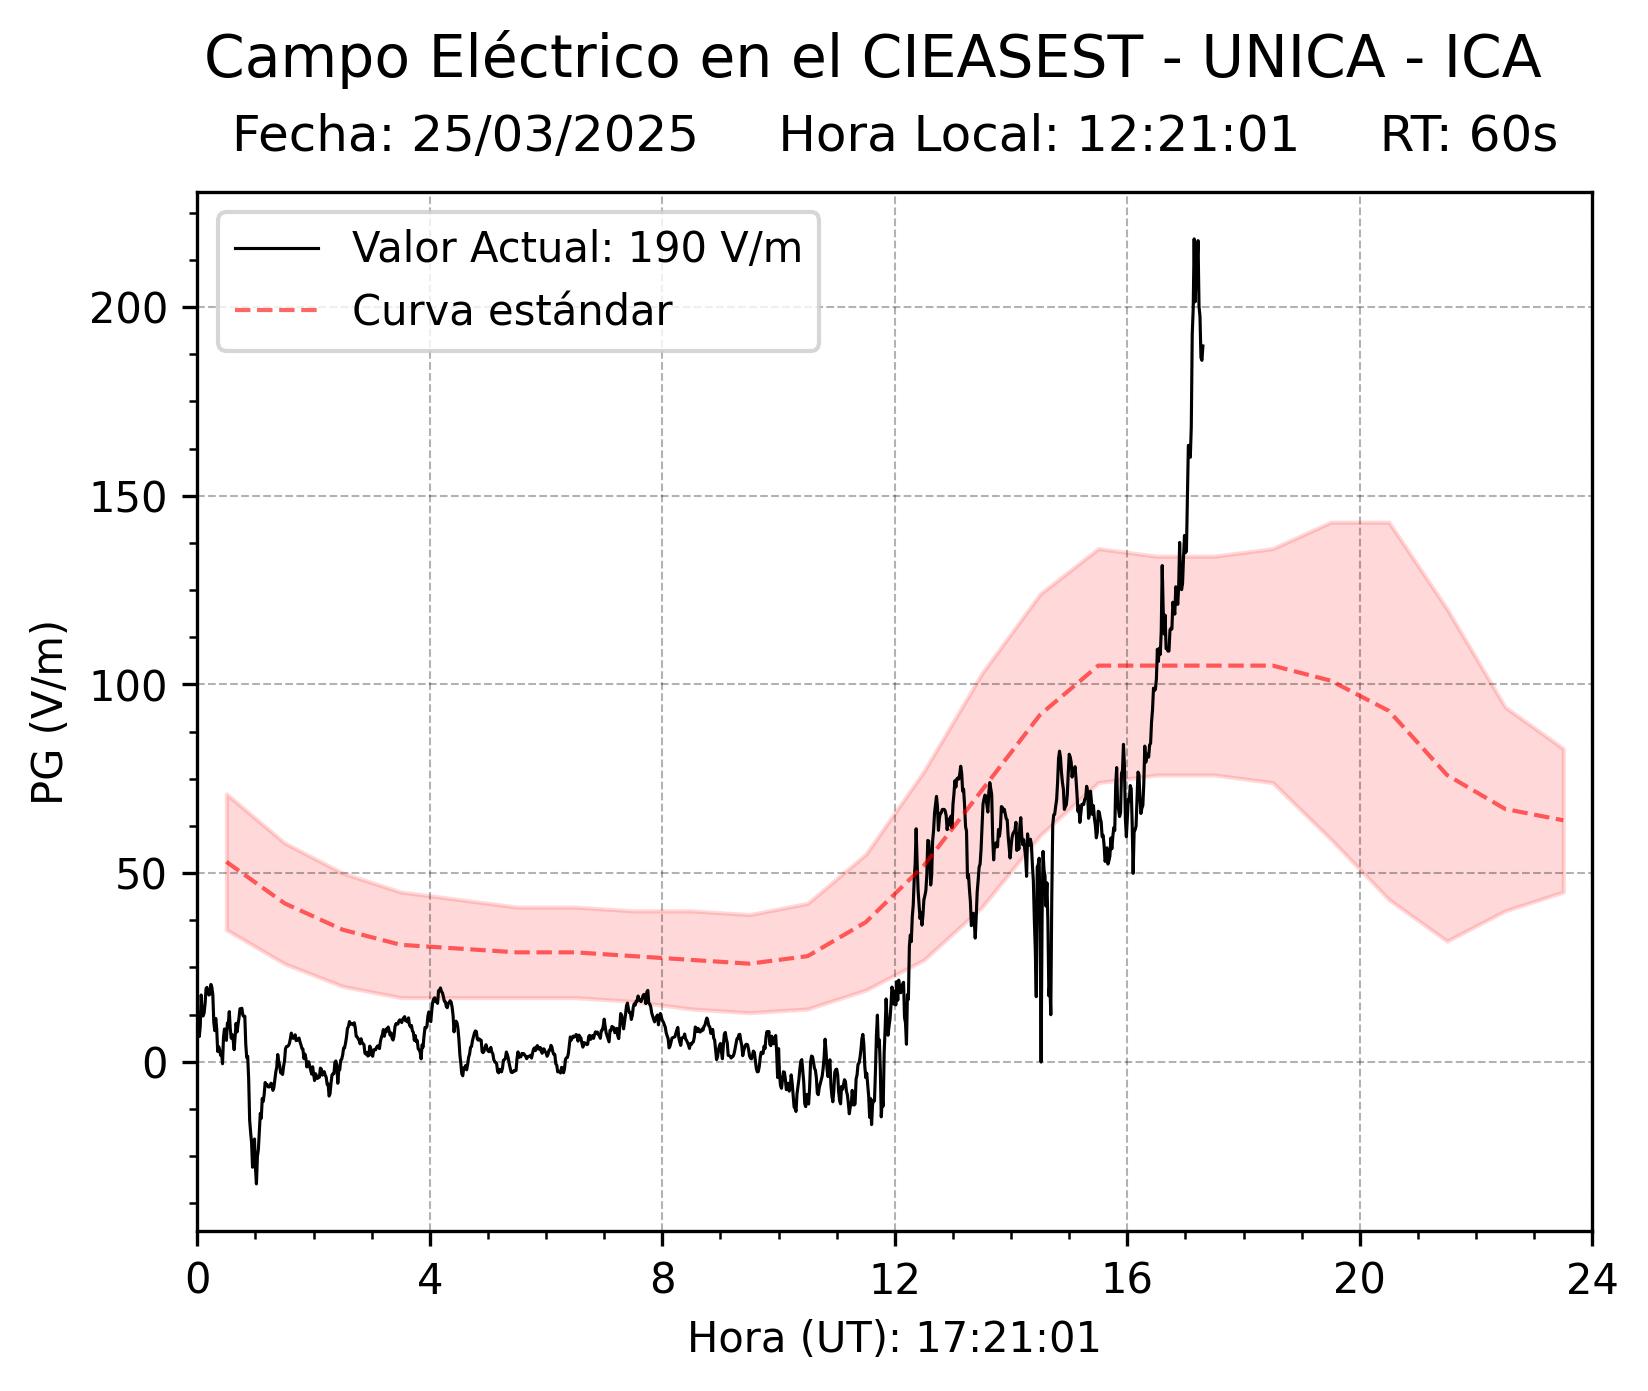 Campo Eléctrico en el CIEASEST - UNICA - ICA
Fecha: 25/03/2025 Hora Local: 12:21:01 RT: 60s
Valor Actual: 190 V/m
Curva estándar
PG (V/m)
200
150
100
50
0
0 4 8 12 16 20 24
Hora (UT): 17:21:01